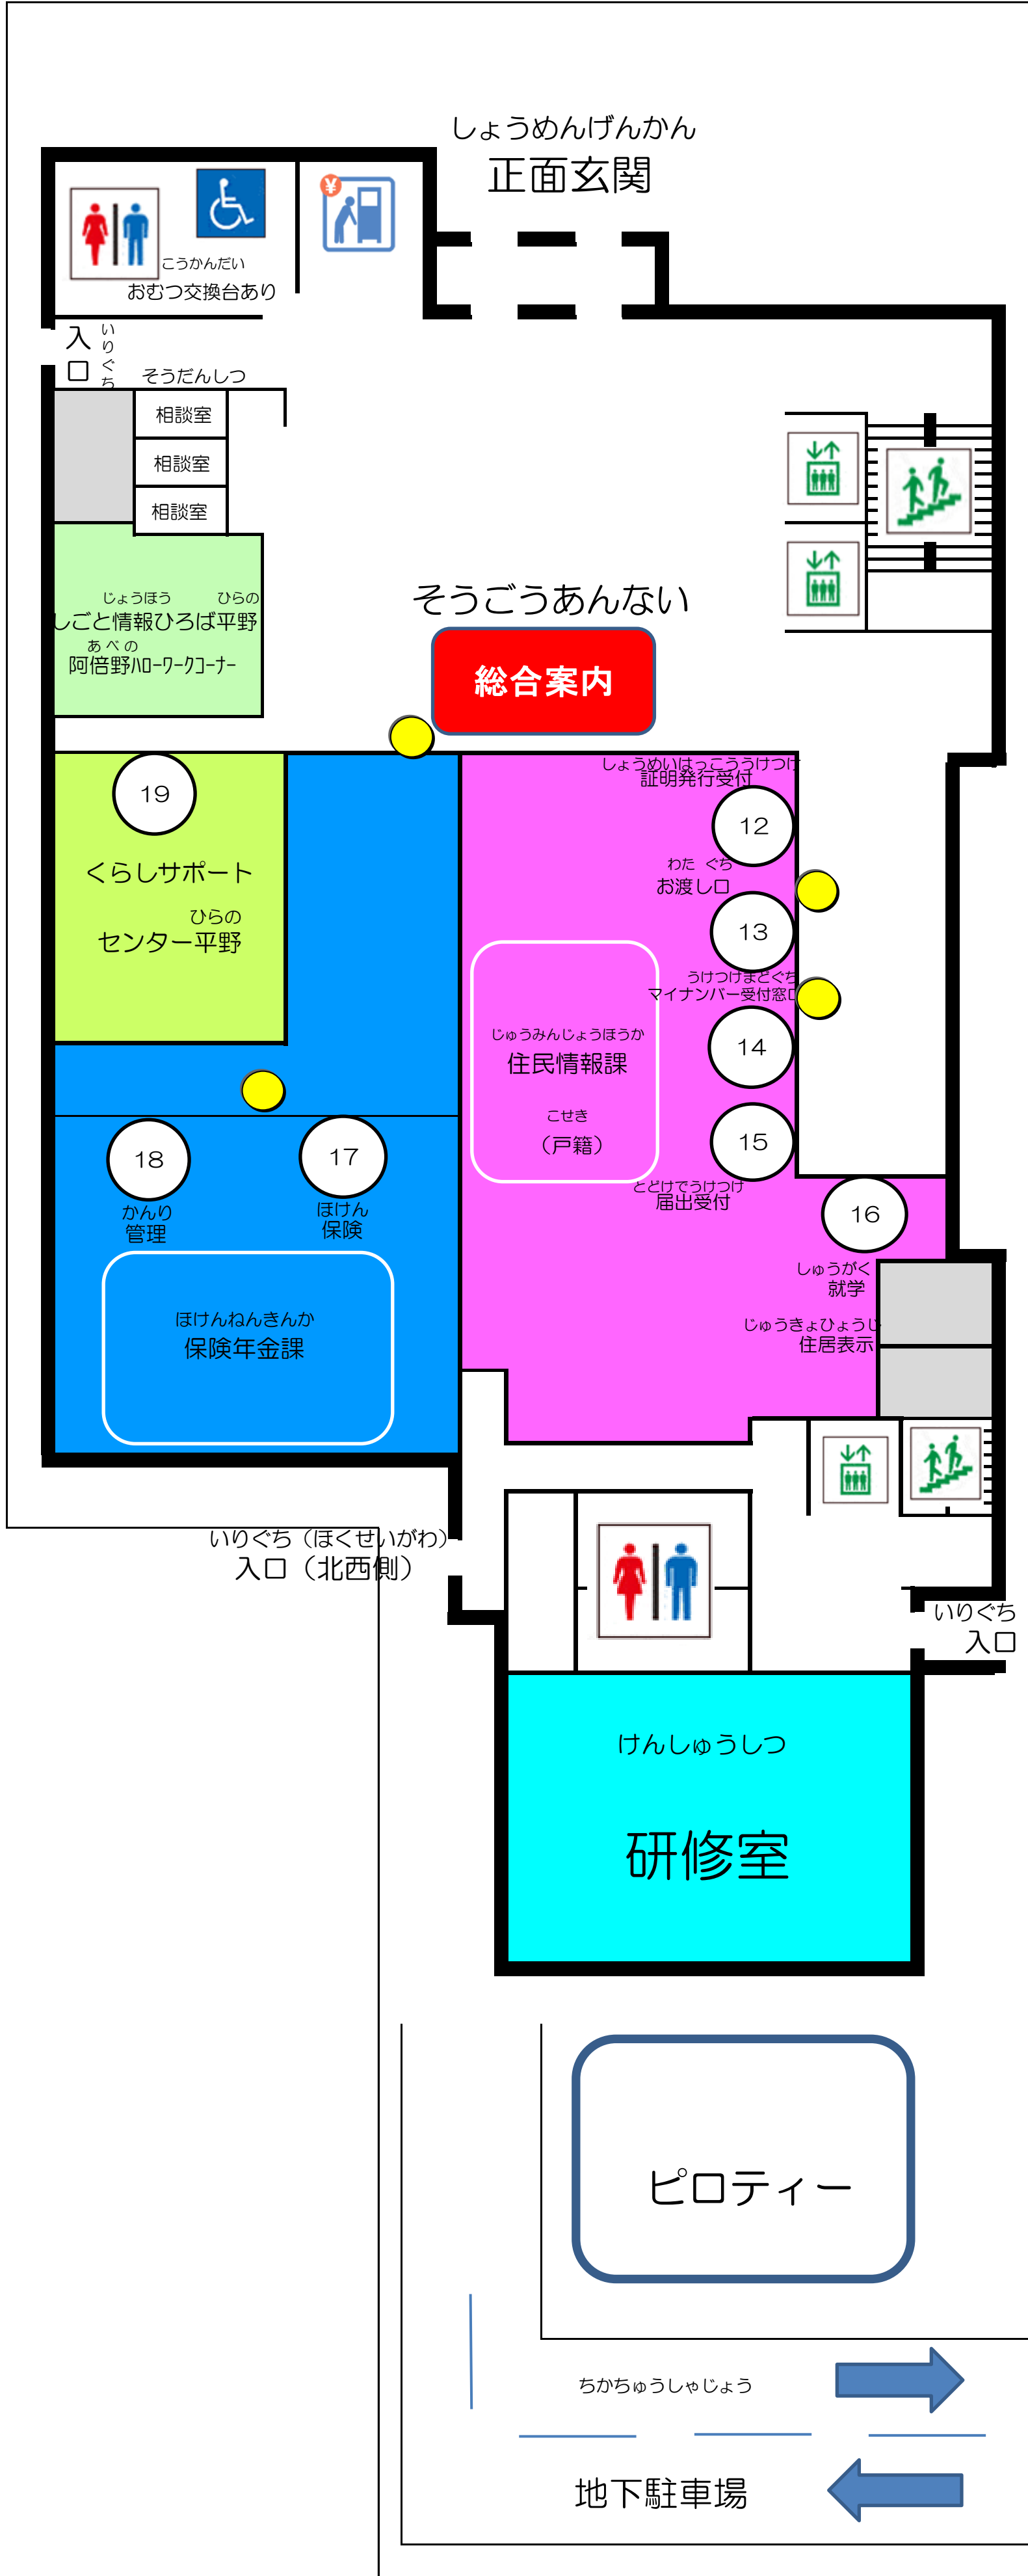 しょうめんげんかん
正面玄関
¥
こうかんだい
おむつ交換台あり
入口
いりぐち
そうだんしつ
相談室
相談室
相談室
じょうほう ひらの
しごと情報ひろば平野
あべの
阿倍野ﾊﾛｰﾜｰｸｺｰﾅｰ
そうごうあんない
総合案内
19
くらしサポート
ひらの
センター平野
しょうめいはっこううけつけ
証明発行受付
12
わた ぐち
お渡し口
13
うけつけまどぐち
マイナンバー受付窓口
14
じゅうみんじょうほうか
住民情報課
こせき
（戸籍）
15
とどけでうけつけ
届出受付
16
しゅうがく
就学
じゅうきょひょうじ
住居表示
18
かんり
管理
17
ほけん
保険
ほけんねんきんか
保険年金課
いりぐち（ほくせいがわ）
入口（北西側）
いりぐち
入口
けんしゅうしつ
研修室
ピロティー
ちかちゅうしゃじょう
地下駐車場